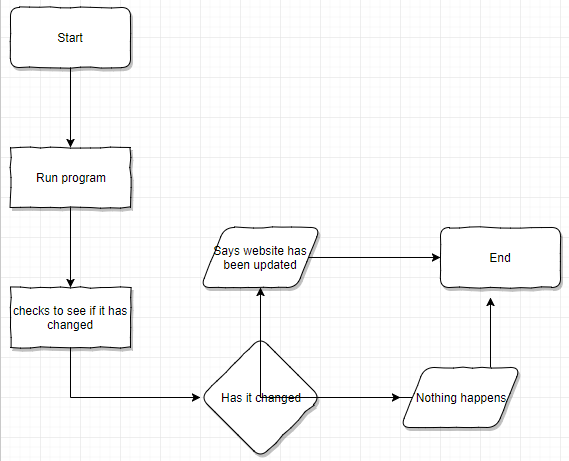 Start
Run program
checks to see if it has
changed
Says website has
been updated
End
Has it changed
Nothing happens